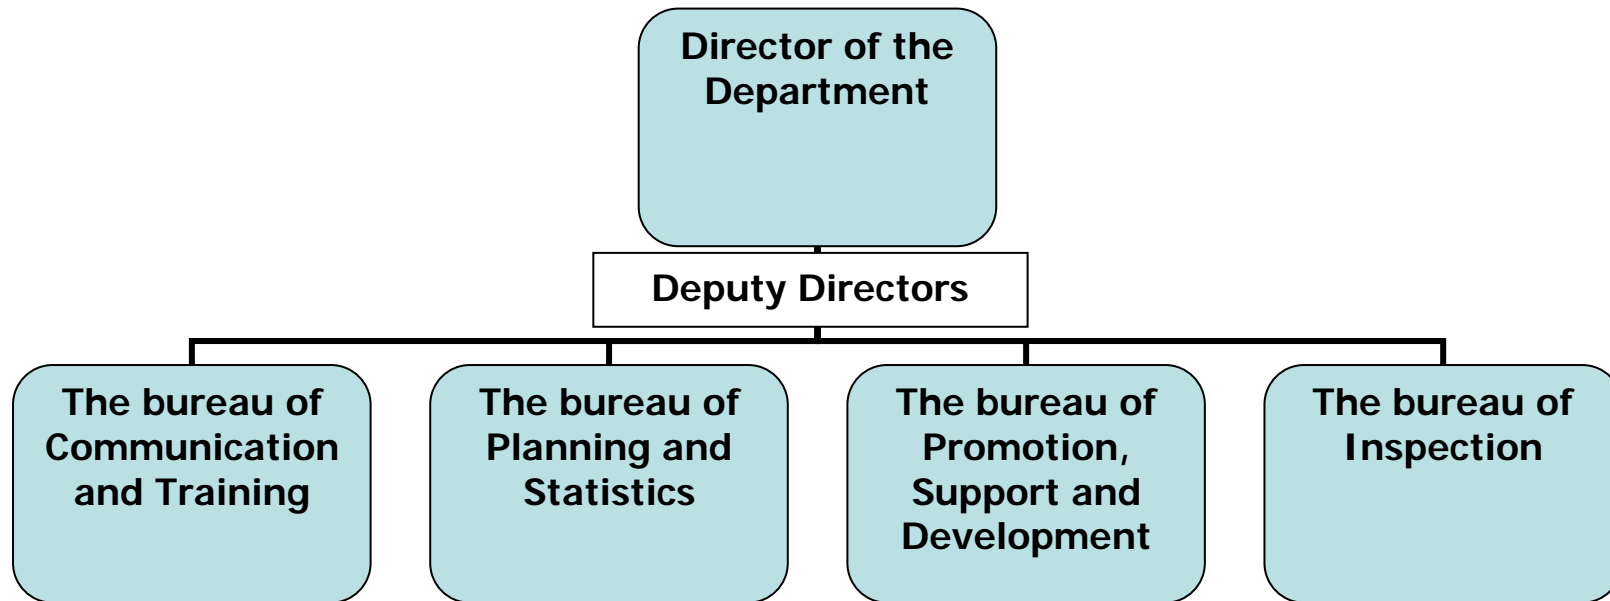 Director of the
Department
Deputy Directors
The bureau of
Communication
and Training
The bureau of
Planning and
Statistics
The bureau of
Promotion,
Support and
Development
The bureau of
Inspection